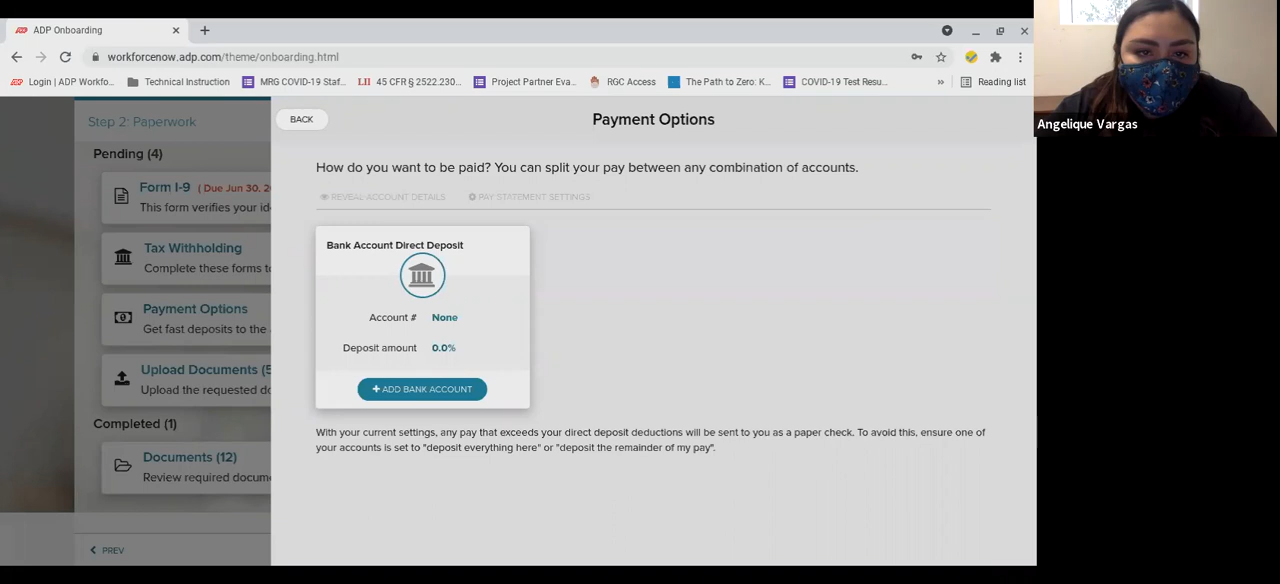 ADP Onboarding
workforcenow.adp.com/theme/onboarding.html
Login | ADP Workfo... Technical Instruction MRG COVID-19 Staf... 45 CFR § 2522.230... Project Partner Eva... RGC Access The Path to Zero: K... COVID-19 Test Resu... » Reading list
Angelique Vargas
Step 2: Paperwork
Pending (4)
Form I-9 ( Due Jun 30, 2
This form verifies your id
Tax Withholding
Complete these forms t
Payment Options
Get fast deposits to the
Upload Documents (5
Upload the requested do
Completed (1)
Documents (12)
Review required docum
PREV
BACK
Payment Options
How do you want to be paid? You can split your pay between any combination of accounts.
REVEAL ACCOUNT DETAILS PAY STATEMENT SETTINGS
Bank Account Direct Deposit
Account # None
Deposit amount 0.0%
+ ADD BANK ACCOUNT
With your current settings, any pay that exceeds your direct deposit deductions will be sent to you as a paper check. To avoid this, ensure one of
your accounts is set to "deposit everything here" or "deposit the remainder of my pay".